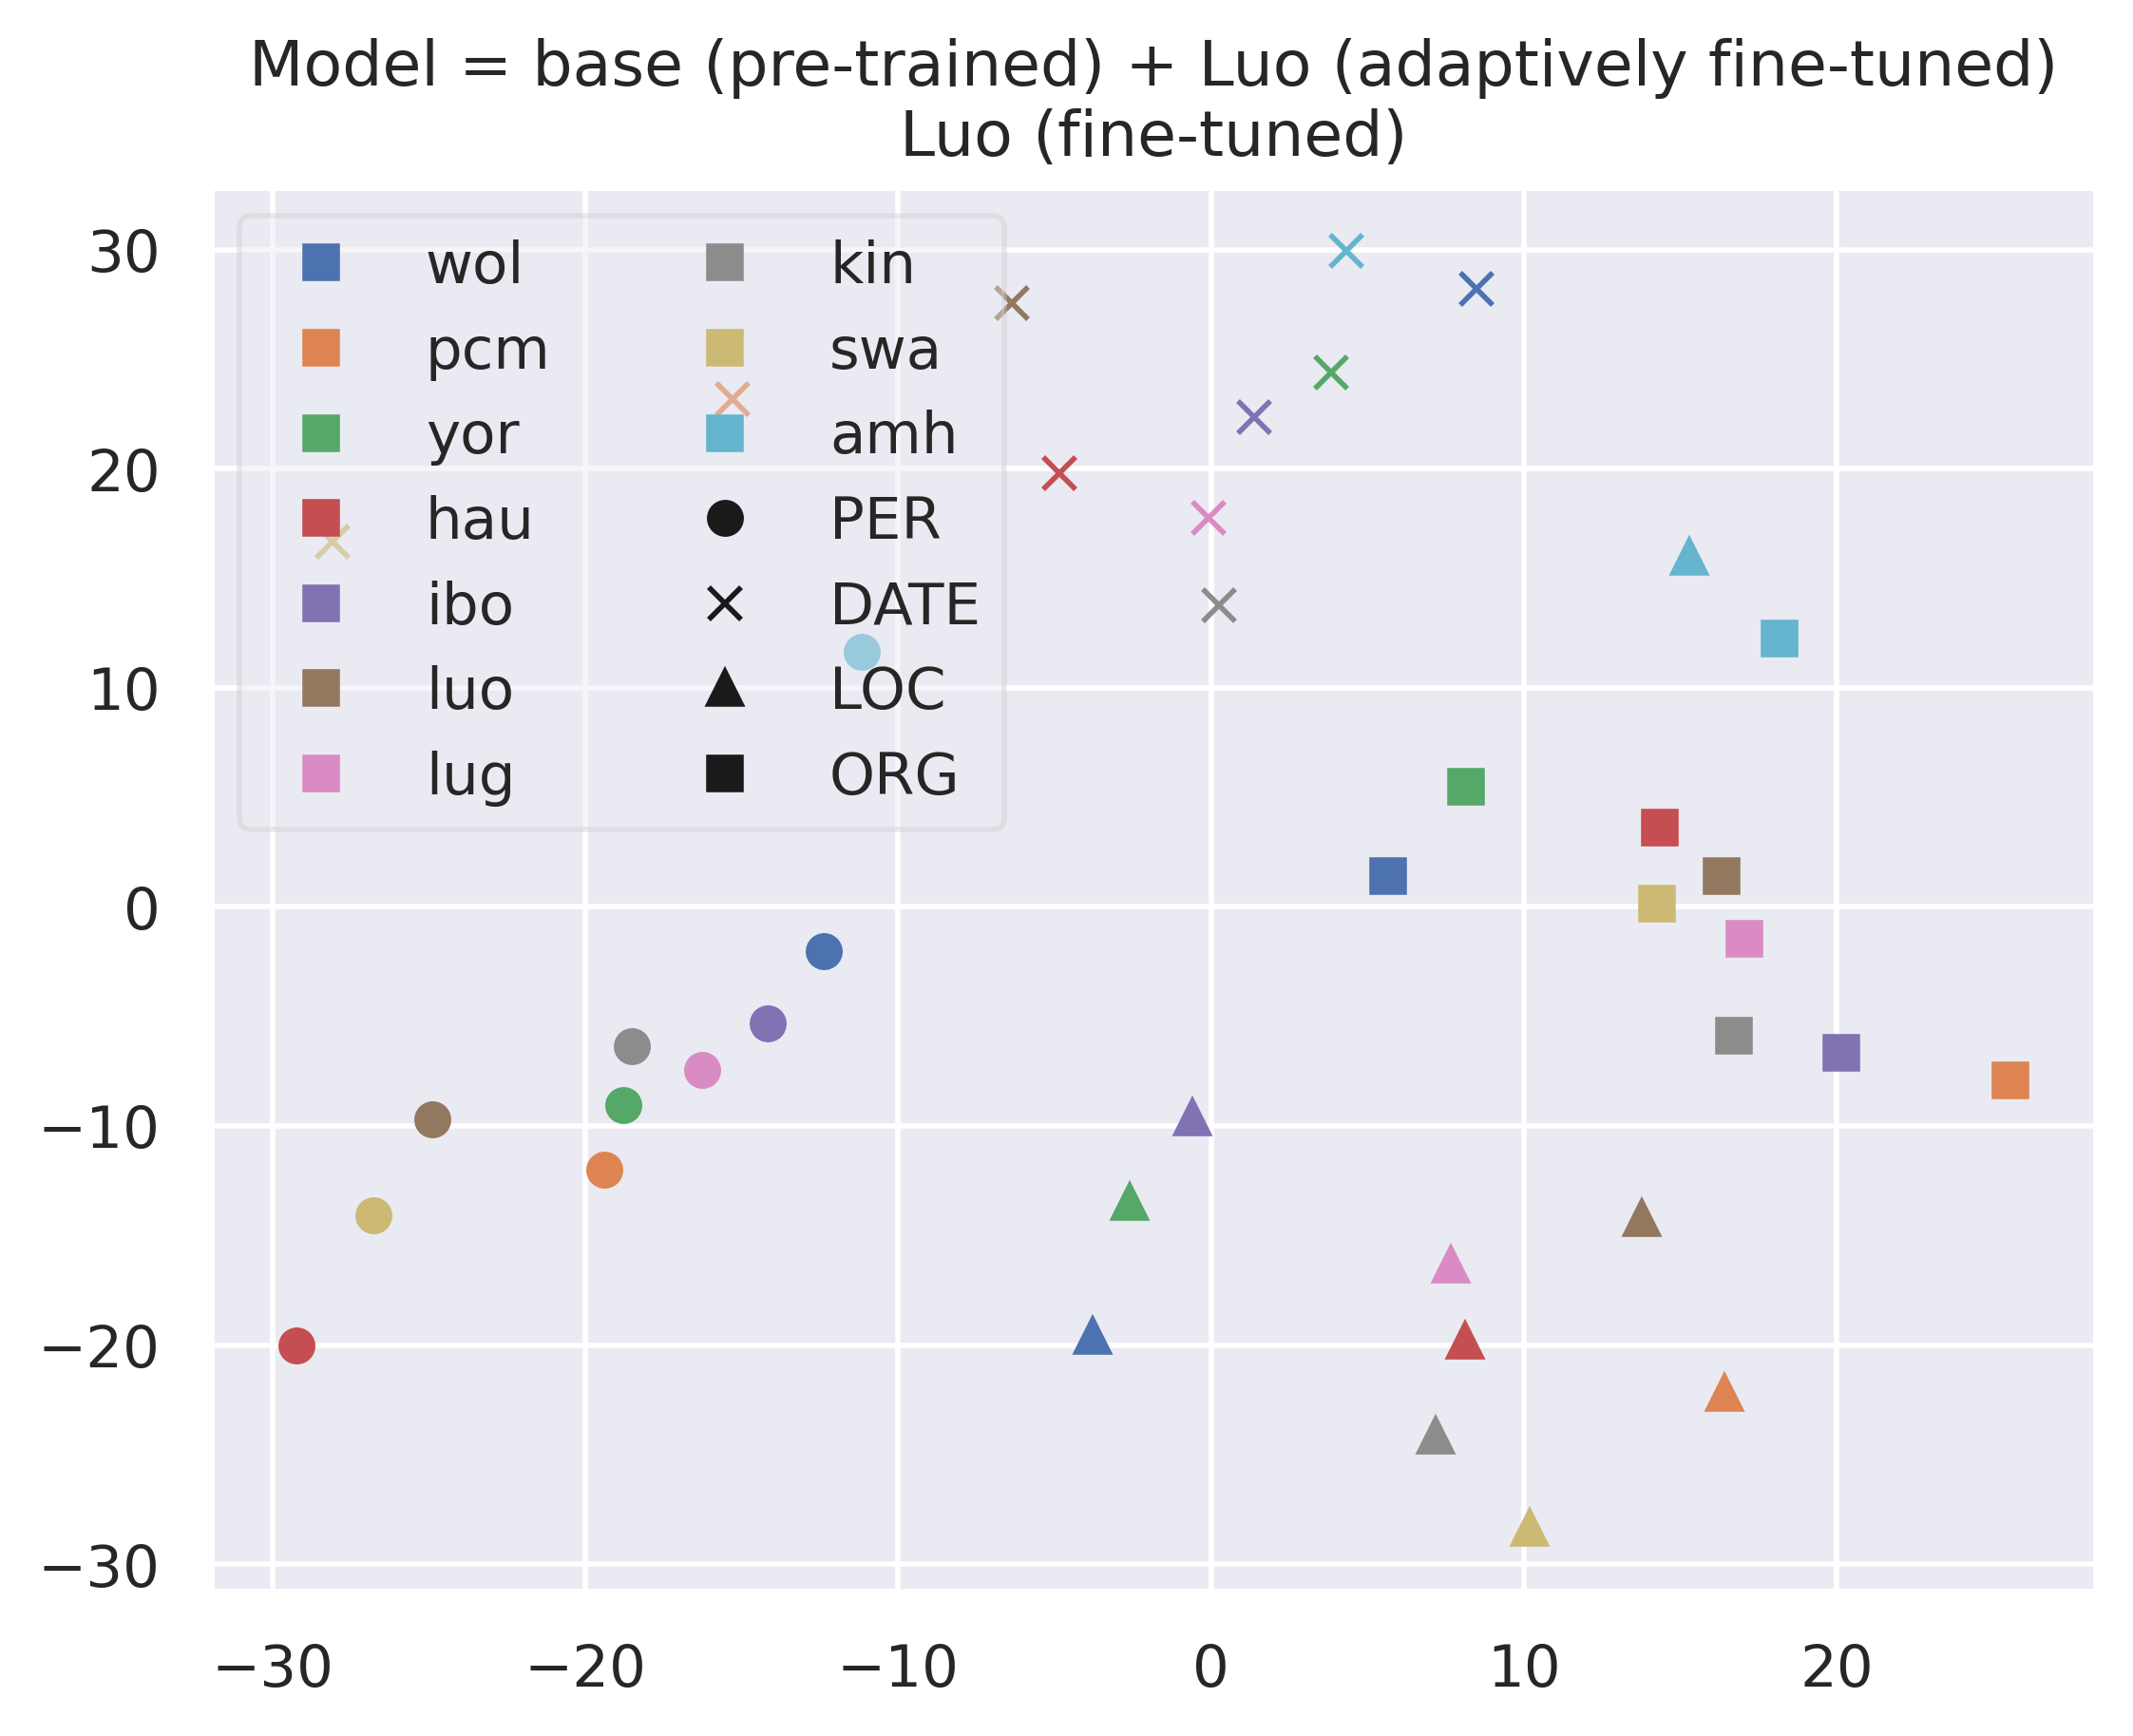 Model = base (pre-trained) + Luo (adaptively fine-tuned)
Luo (fine-tuned)
30
20
10
0
−10
−20
−30
wol
pcm
yor
hau
ibo
luo
lug
kin
swa
amh
PER
DATE
LOC
ORG
−30 −20 −10 0 10 20